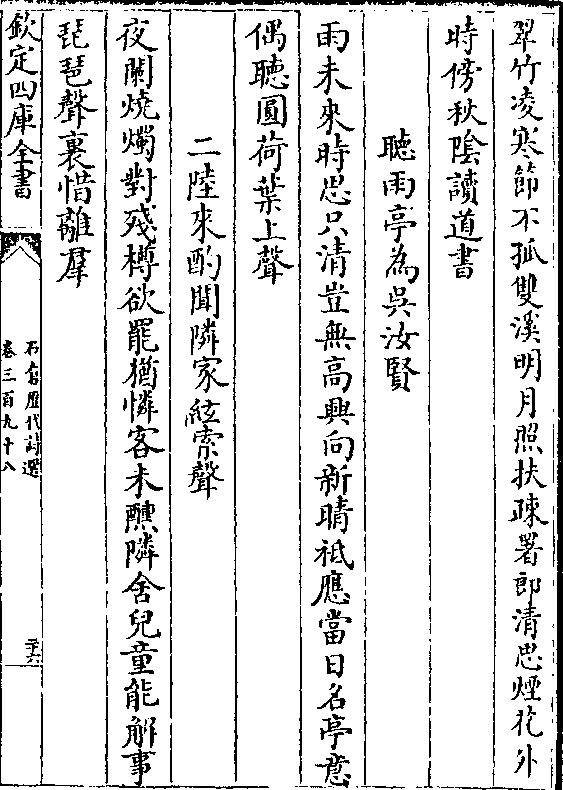 翠竹凌寒節不孤雙溪明月照扶疎署郎清思煙花外
時傍秋陰讀道書
聽雨亭為吳汝賢
雨未來時思只清豈無高興向新晴祗應當日名亭意
偶聽圓荷葉上聲
二陸來酌聞隣家絃索聲
夜闌燒燭對殘樽欲罷猶憐客未醺隣舍兒童能解事
琵琶聲裏惜離羣
欽定四庫全書
石倉歷代詩選
卷三百九十八
二十六